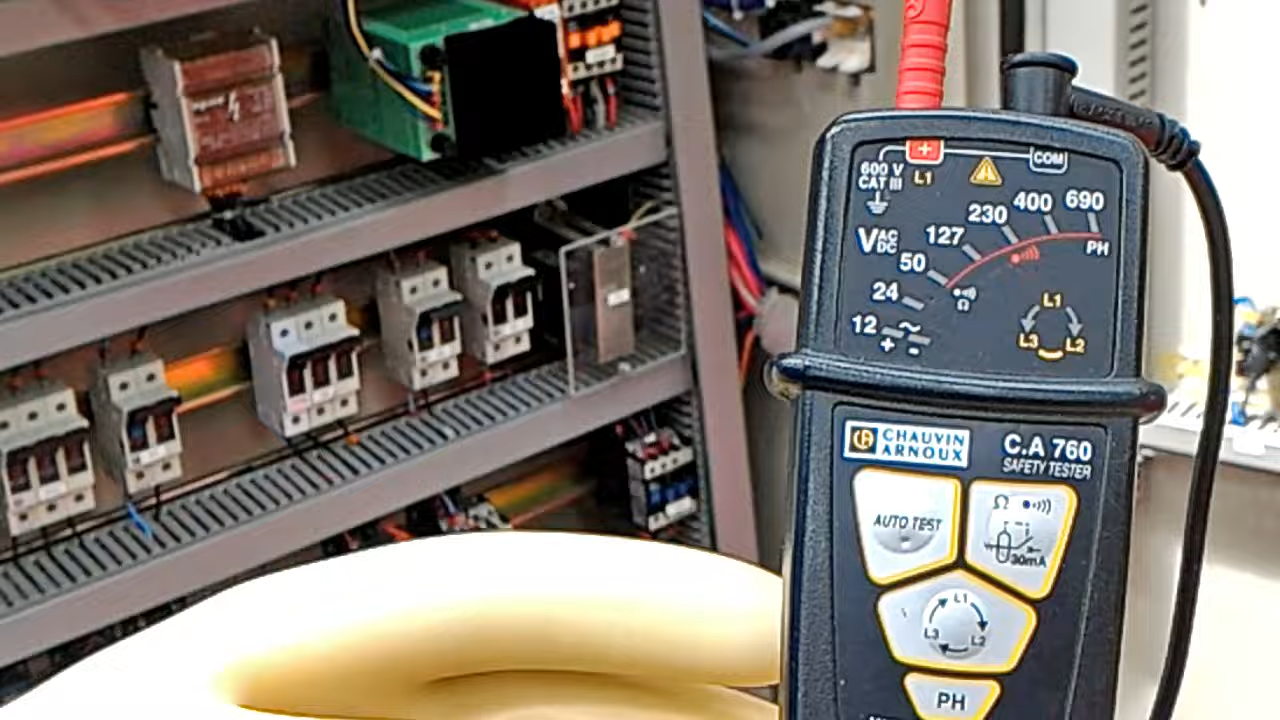 600 V
CAT III
L1
COM
V AC
DC
12
24
50
127
230
400
690
PH
Ω
L1
L3
L2
+ -
CHAUVIN
ARNOUX
C.A 760
SAFETY TESTER
AUTO TEST
Ω
30mA
L1
L3
L2
PH